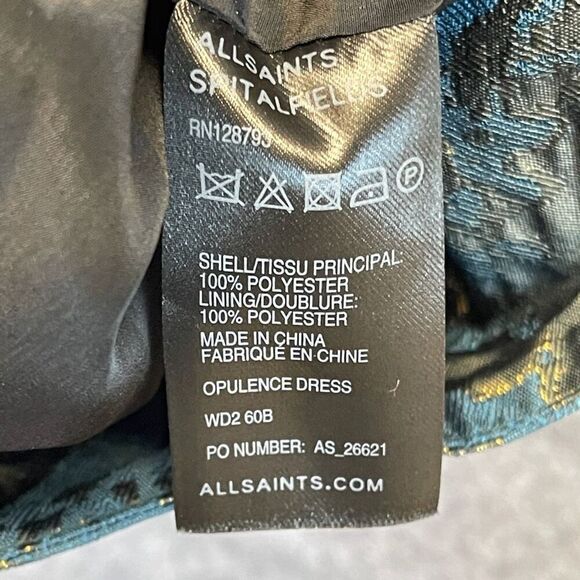 ALLSAINTS
SPITALFIELDS
RN128793
P
SHELL/TISSU PRINCIPAL:
100% POLYESTER
LINING/DOUBLURE:
100% POLYESTER
MADE IN CHINA
FABRIQUÉ EN CHINE
OPULENCE DRESS
WD2 60B
PO NUMBER: AS_26621
ALLSAINTS.COM